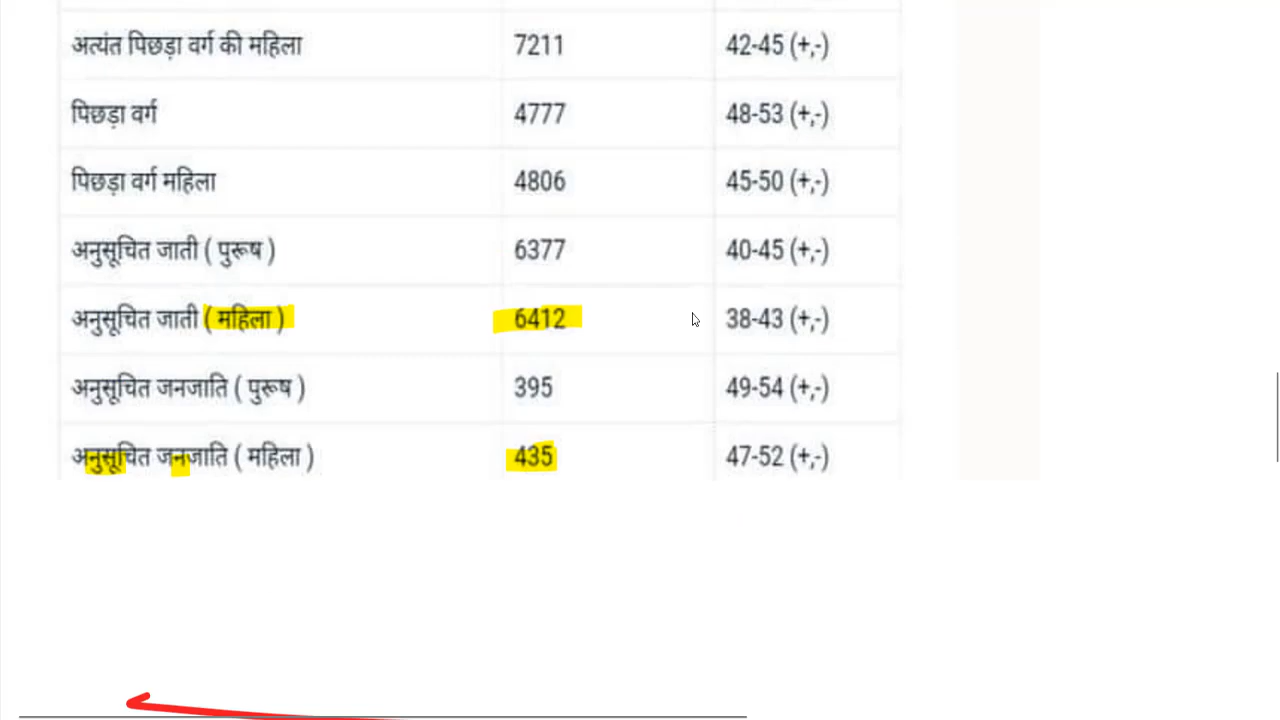 अत्यंत पिछड़ा वर्ग की महिला 7211 42-45 (+,-)
पिछड़ा वर्ग 4777 48-53 (+,-)
पिछड़ा वर्ग महिला 4806 45-50 (+,-)
अनुसूचित जाती ( पुरूष ) 6377 40-45 (+,-)
अनुसूचित जाती ( महिला ) 6412 38-43 (+,-)
अनुसूचित जनजाति ( पुरूष ) 395 49-54 (+,-)
अनुसूचित जनजाति ( महिला ) 435 47-52 (+,-)